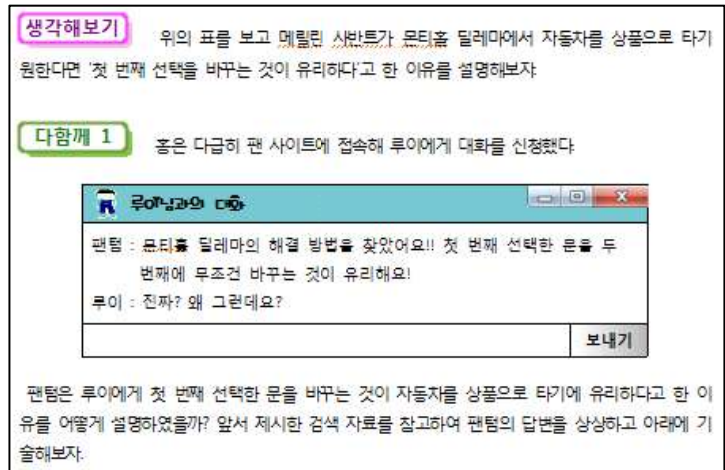 생각해보기 위의 표를 보고 메릴린 사반트가 몬티홀 딜레마에서 자동차를 상품으로 타기
원한다면 '첫 번째 선택을 바꾸는 것이 유리하다'고 한 이유를 설명해보자.
다함께 1 홍은 다급히 팬 사이트에 접속해 루이에게 대화를 신청했다.
루이님과의 대화
팬텀 : 몬티홀 딜레마의 해결 방법을 찾았어요!! 첫 번째 선택한 문을 두
번째에 무조건 바꾸는 것이 유리해요!
루이 : 진짜? 왜 그런데요?
보내기
팬텀은 루이에게 첫 번째 선택한 문을 바꾸는 것이 자동차를 상품으로 타기에 유리하다고 한 이
유를 어떻게 설명하였을까? 앞서 제시한 검색 자료를 참고하여 팬텀의 답변을 상상하고 아래에 기
술해보자.